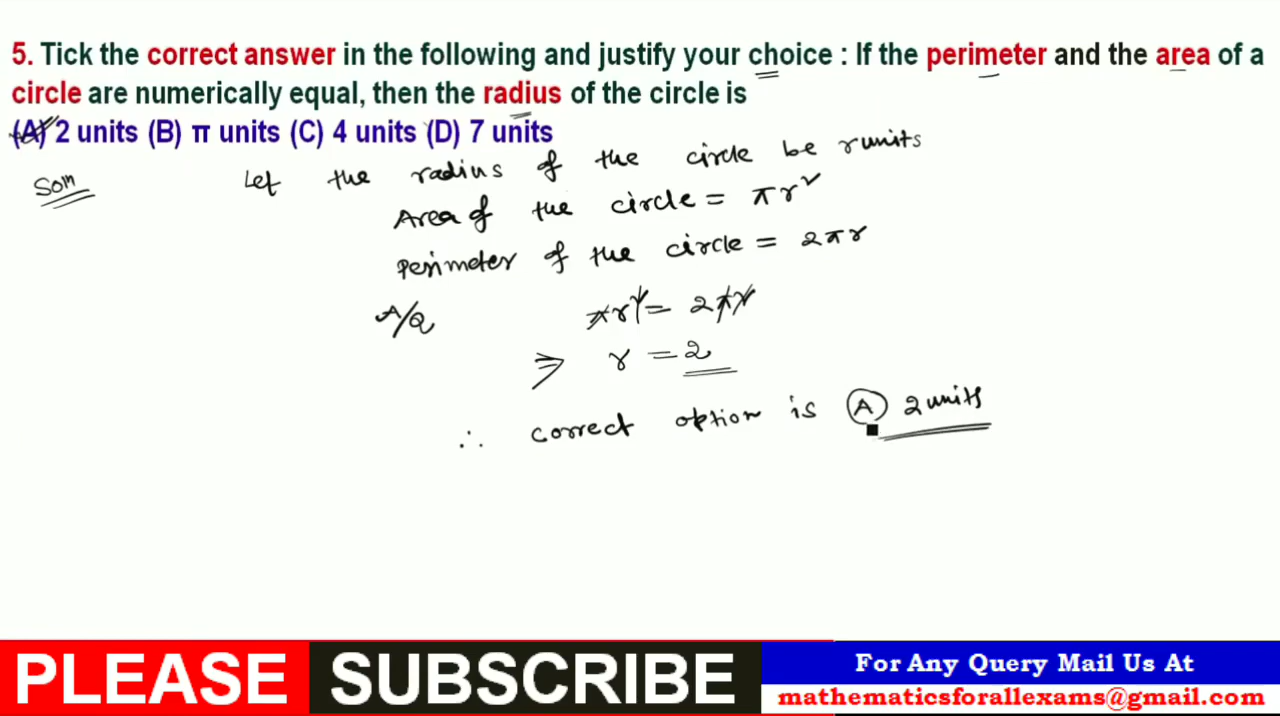 5. Tick the correct answer in the following and justify your choice : If the perimeter and the area of a
circle are numerically equal, then the radius of the circle is
(A) 2 units (B) π units (C) 4 units (D) 7 units
Soln Let the radius of the circle be r units
Area of the circle = πr²
Perimeter of the circle = 2πr
A/Q πr² = 2πr
⇒ r = 2
∴ correct option is (A) 2 units
PLEASE SUBSCRIBE
For Any Query Mail Us At
mathematicsforallexams@gmail.com